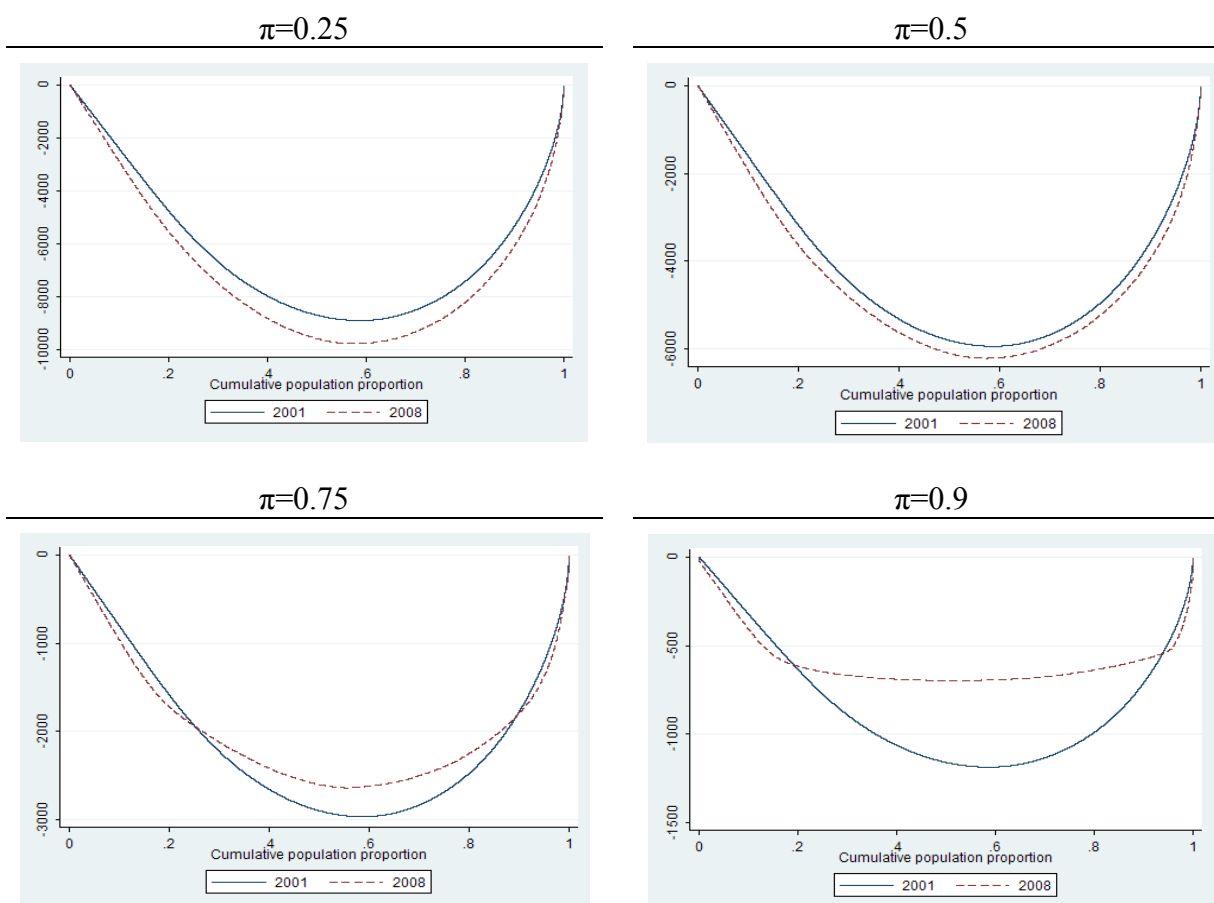 π=0.25
0
-2000
-4000
-6000
-8000
-10000
0 .2 .4 .6 .8 1
Cumulative population proportion
2001 2008
π=0.5
0
-2000
-4000
-6000
0 .2 .4 .6 .8 1
Cumulative population proportion
2001 2008
π=0.75
0
-1000
-2000
-3000
0 .2 .4 .6 .8 1
Cumulative population proportion
2001 2008
π=0.9
0
-500
-1000
-1500
0 .2 .4 .6 .8 1
Cumulative population proportion
2001 2008